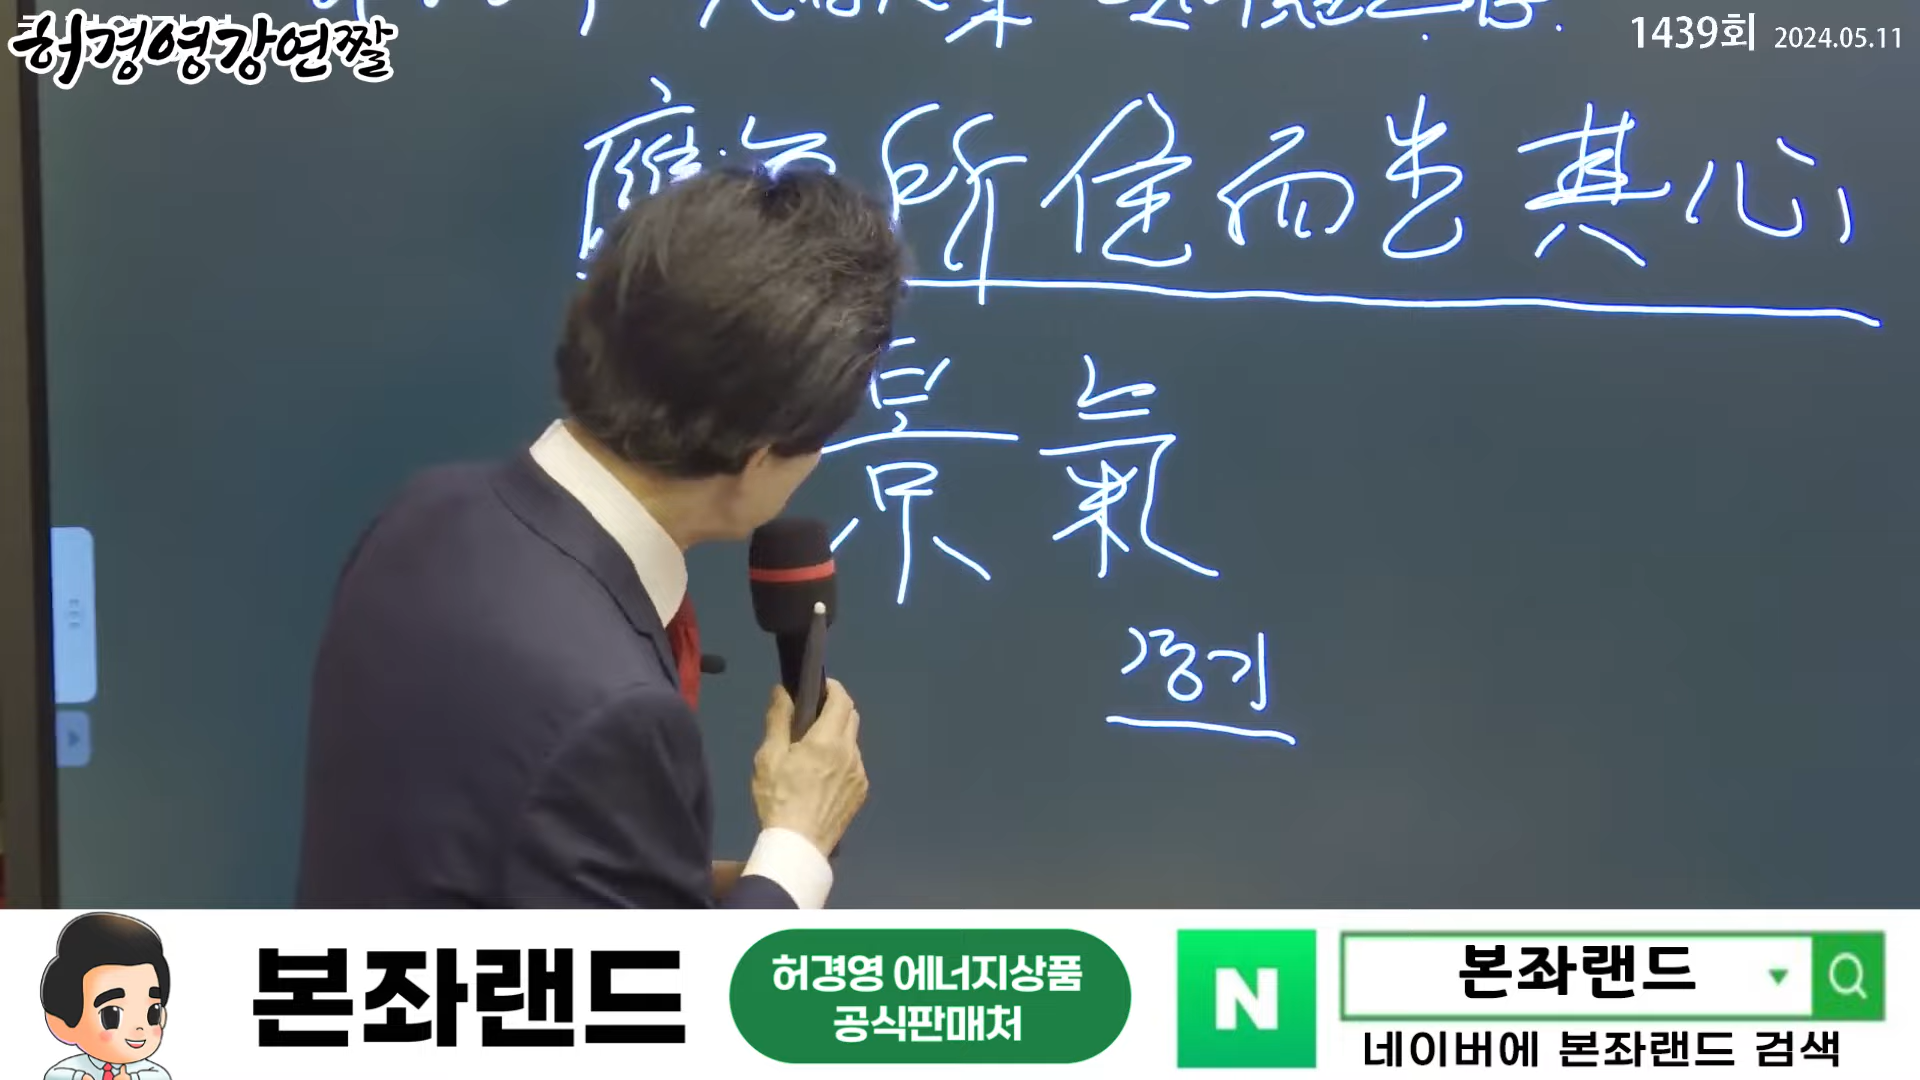 허경영강연짤
1439회 2024.05.11
應 所住而生其心
景氣
경기
본좌랜드
허경영 에너지상품
공식판매처
N
본좌랜드
네이버에 본좌랜드 검색